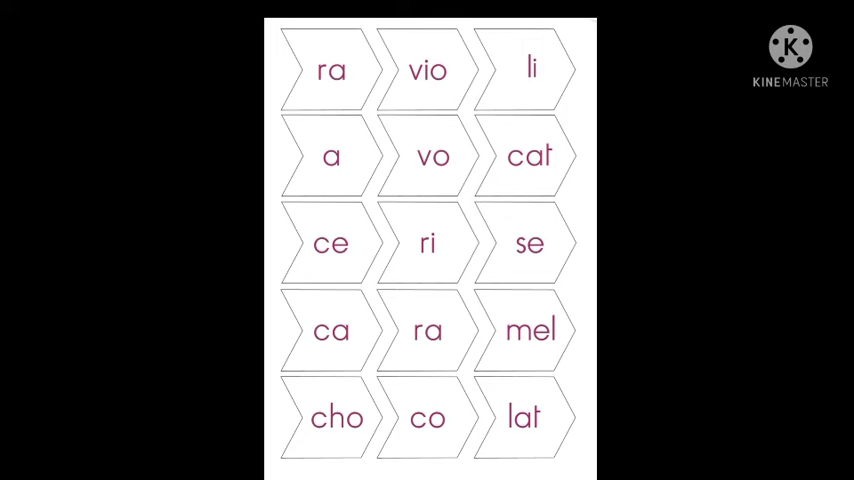 ra vio li
a vo cat
ce ri se
ca ra mel
cho co lat
K
KINEMASTER